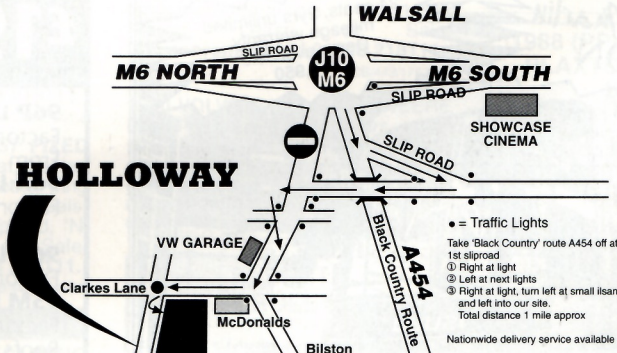 WALSALL
SLIP ROAD
J10
M6
M6 NORTH
M6 SOUTH
SLIP ROAD
SHOWCASE
CINEMA
SLIP ROAD
HOLLOWAY
VW GARAGE
Clarkes Lane
McDonalds
Black Country Route
A454
Bilston
• = Traffic Lights
Take 'Black Country' route A454 off at
1st sliproad
① Right at light
② Left at next lights
③ Right at light, turn left at small ilsan
and left into our site.
Total distance 1 mile approx
Nationwide delivery service available